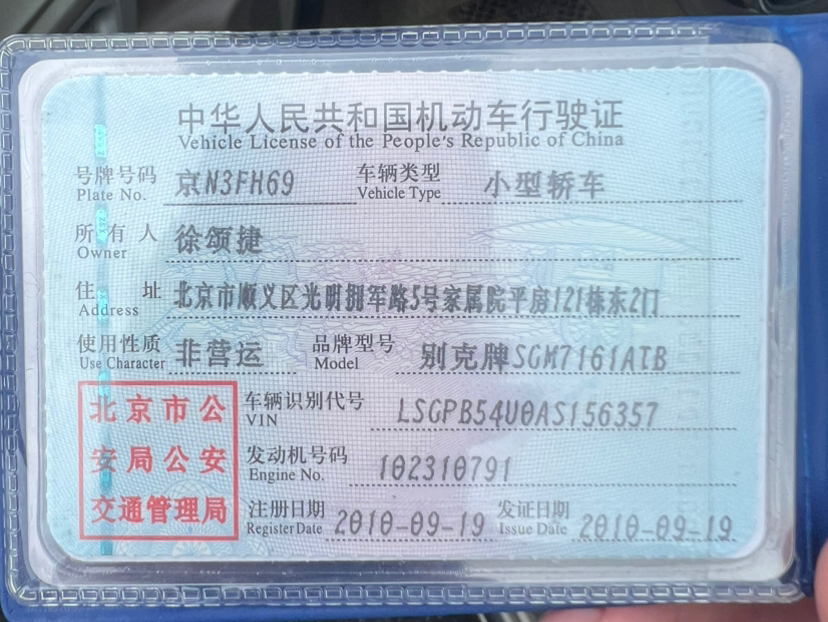 中华人民共和国机动车行驶证
Vehicle License of the People's Republic of China
号牌号码 京N3FH69 车辆类型 小型轿车
Plate No. Vehicle Type
所有人 徐颂捷
Owner
住址 北京市顺义区光明拥军路5号家属院平房121栋东2门
Address
使用性质 非营运 品牌型号 别克牌SGM7161ATB
Use Character Model
北京市公 车辆识别代号 LSGPB54U0AS156357
VIN
安局公安 发动机号码 102310791
Engine No.
交通管理局 注册日期 2010-09-19 发证日期 2010-09-19
Register Date Issue Date